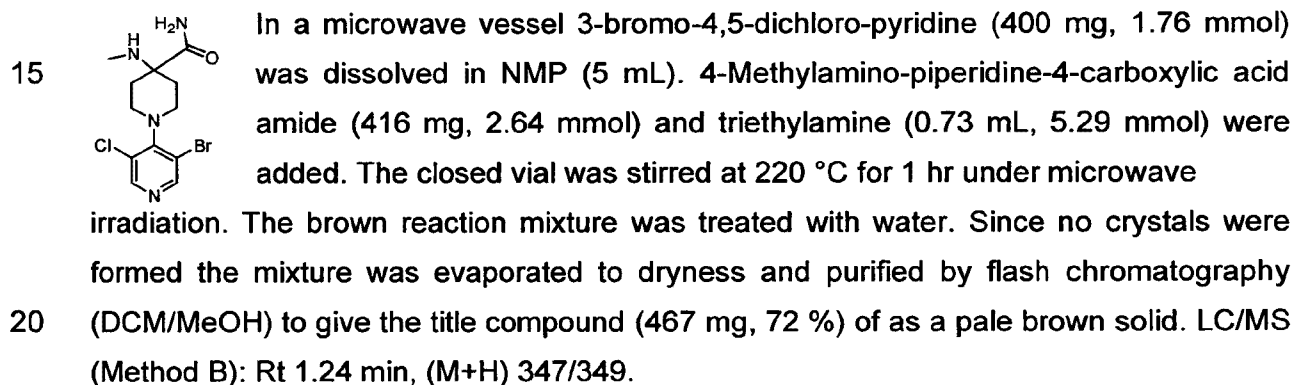 In a microwave vessel 3-bromo-4,5-dichloro-pyridine (400 mg, 1.76 mmol)
15 was dissolved in NMP (5 mL). 4-Methylamino-piperidine-4-carboxylic acid
amide (416 mg, 2.64 mmol) and triethylamine (0.73 mL, 5.29 mmol) were
added. The closed vial was stirred at 220 °C for 1 hr under microwave
irradiation. The brown reaction mixture was treated with water. Since no crystals were
formed the mixture was evaporated to dryness and purified by flash chromatography
20 (DCM/MeOH) to give the title compound (467 mg, 72 %) of as a pale brown solid. LC/MS
(Method B): Rt 1.24 min, (M+H) 347/349.
H₂N
H
N
O
N
Cl
Br
N